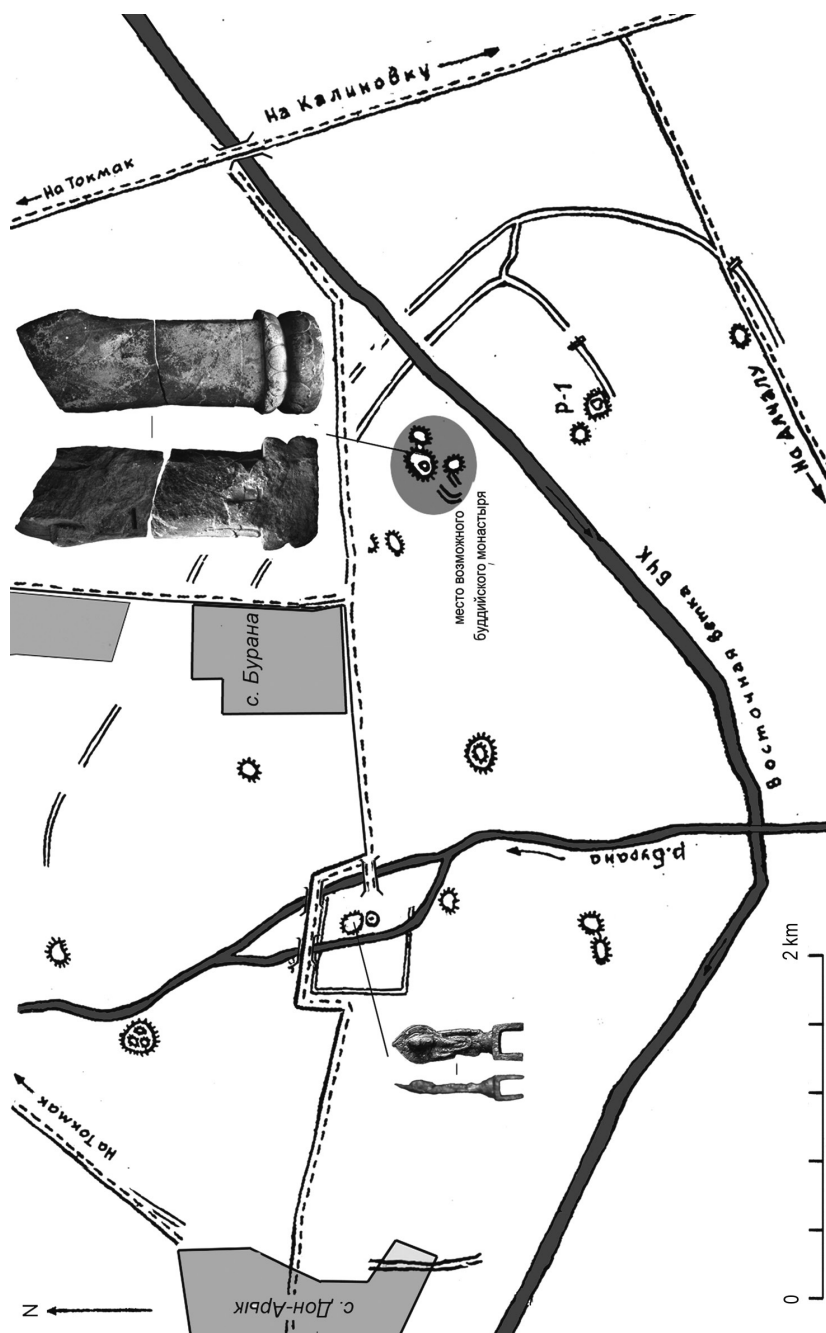 На Калиновку
На Токмак
Р-1
На Алчалу
место возможного
буддийского монастыря
с. Бурана
Восточная ветка БЧК
р. Бурана
На Токмак
с. Дон-Арык
N
0
2 km